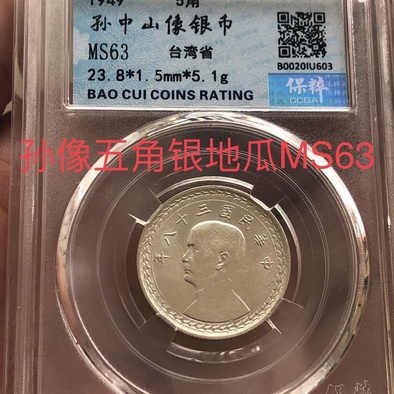 1949 5角
孙中山像银币
MS63 台湾省
23.8*1.5mm*5.1g
BAO CUI COINS RATING
B0020IU603
保粹
CCGA
孙像五角银地瓜MS63
年八十三國民華中